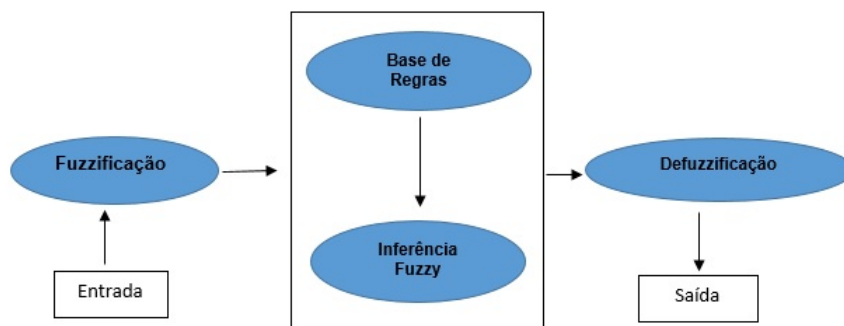 Base de
Regras
Fuzzificação
Defuzzificação
Inferência
Fuzzy
Entrada
Saída